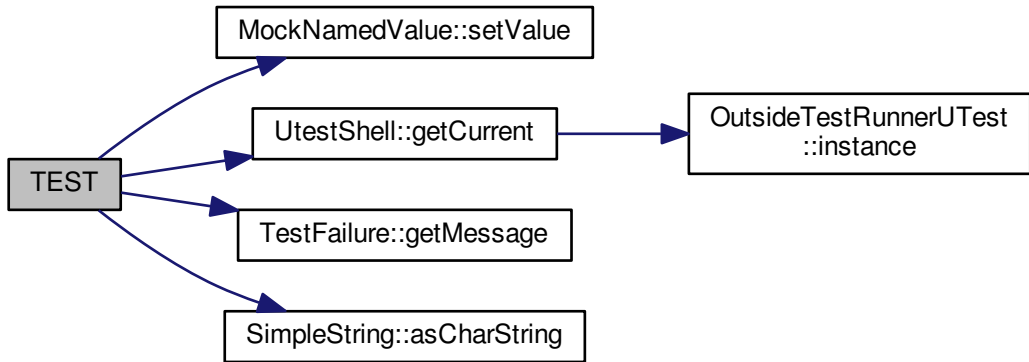 MockNamedValue::setValue
UtestShell::getCurrent
OutsideTestRunnerUTest
::instance
TEST
TestFailure::getMessage
SimpleString::asCharString